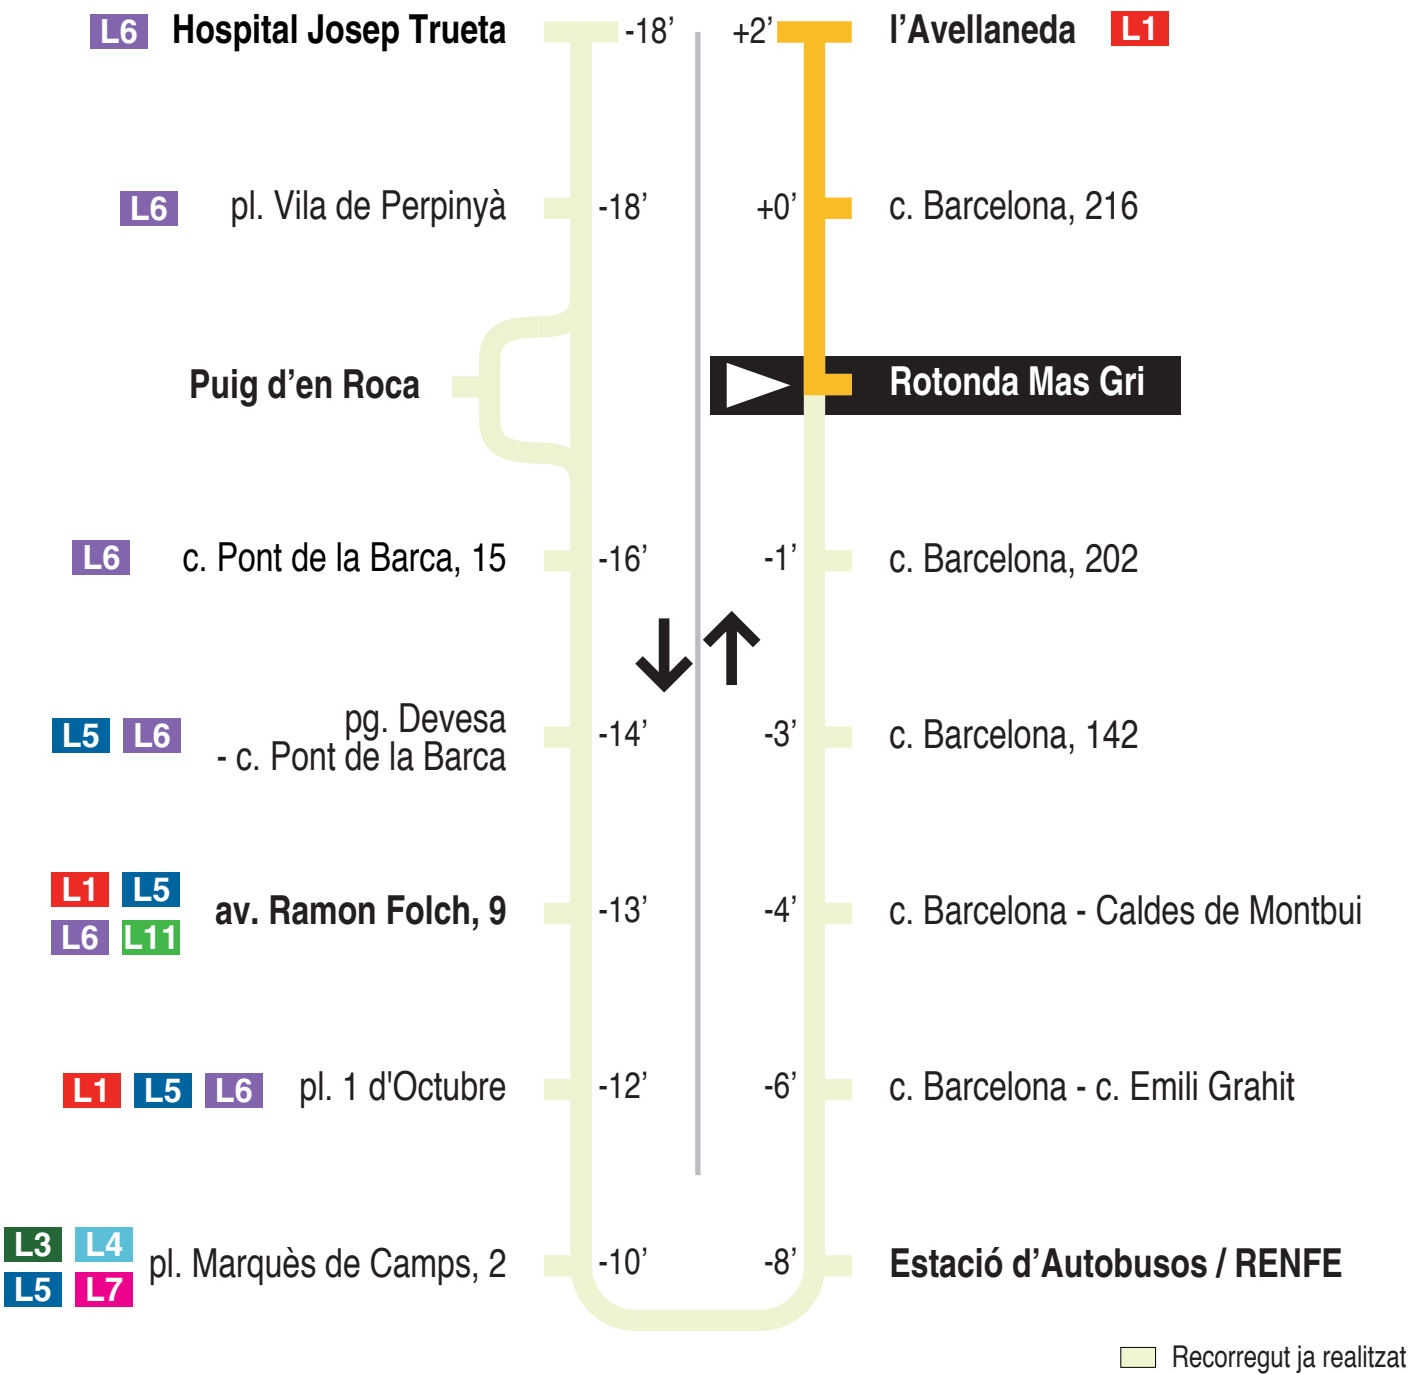 L6 Hospital Josep Trueta -18’
L6 pl. Vila de Perpinyà -18’
Puig d’en Roca
L6 c. Pont de la Barca, 15 -16’
L5 L6 pg. Devesa
- c. Pont de la Barca -14’
L1 L5
L6 L11 av. Ramon Folch, 9 -13’
L1 L5 L6 pl. 1 d'Octubre -12’
L3 L4
L5 L7 pl. Marquès de Camps, 2 -10’
+2’ l’Avellaneda L1
+0’ c. Barcelona, 216
Rotonda Mas Gri
-1’ c. Barcelona, 202
-3’ c. Barcelona, 142
-4’ c. Barcelona - Caldes de Montbui
-6’ c. Barcelona - c. Emili Grahit
-8’ Estació d’Autobusos / RENFE
Recorregut ja realitzat